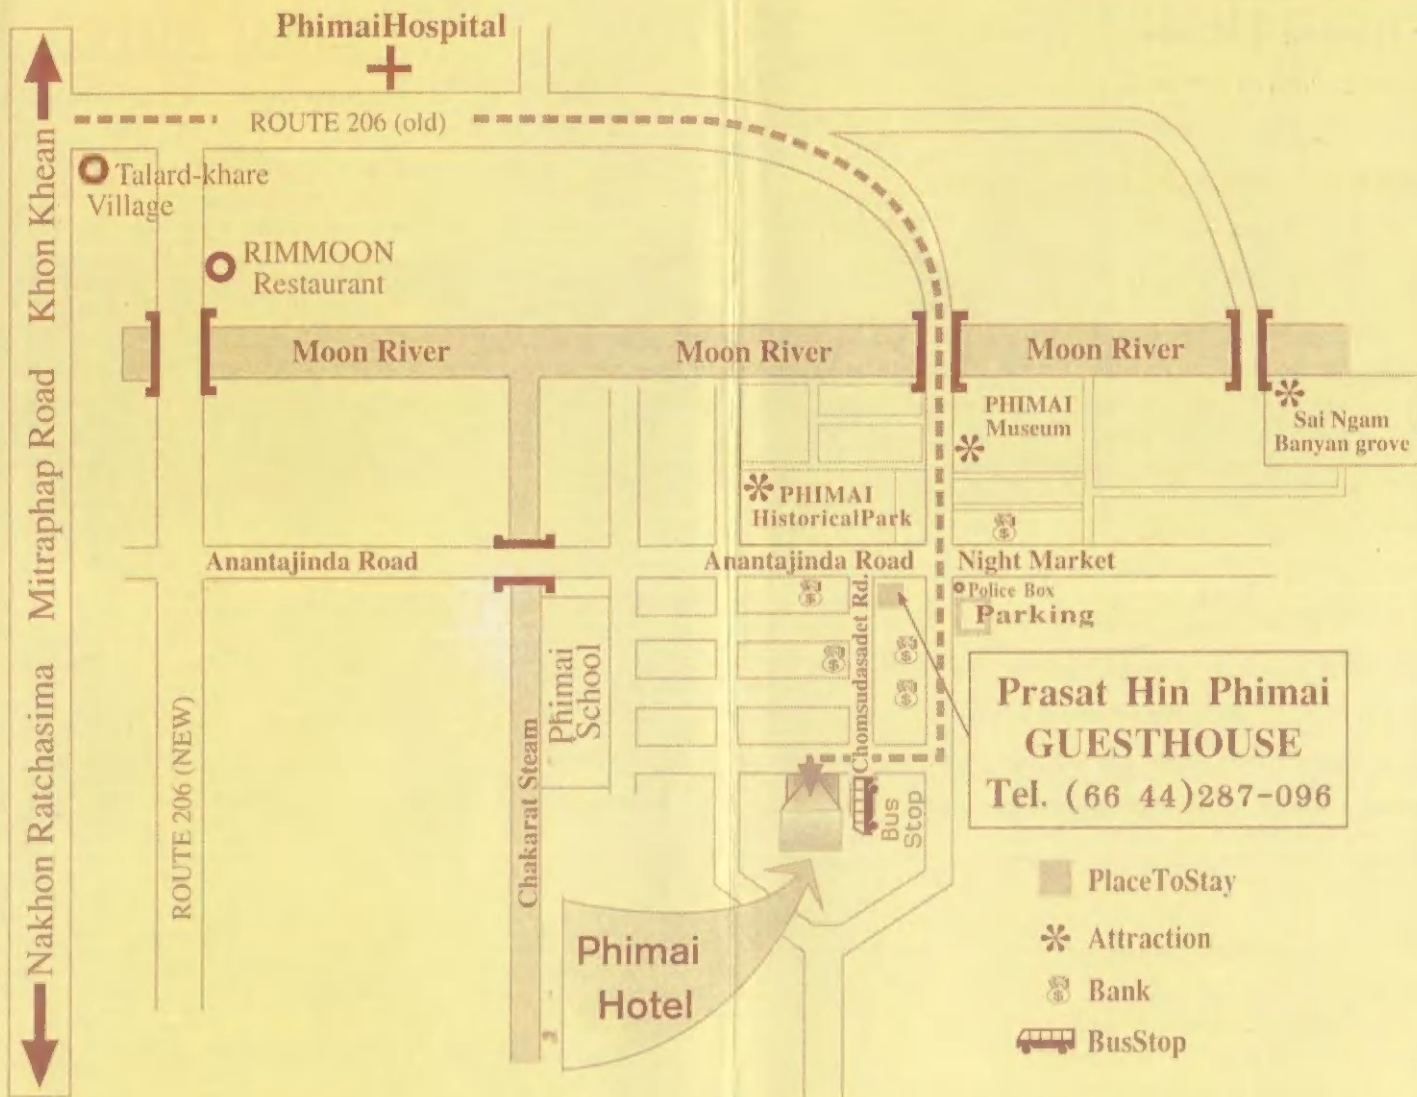 PhimaiHospital
ROUTE 206 (old)
Talard-khare
Village
RIMMOON
Restaurant
Nakhon Ratchasima Mitraphap Road Khon Khean
Moon River
Moon River
Moon River
PHIMAI
Museum
Sai Ngam
Banyan grove
PHIMAI
HistoricalPark
Anantajinda Road
Anantajinda Road
Night Market
Police Box
Parking
Chomsudasadet Rd.
Phimai
School
Chakarat Steam
ROUTE 206 (NEW)
Prasat Hin Phimai
GUESTHOUSE
Tel. (66 44)287-096
Bus
Stop
Phimai
Hotel
PlaceToStay
Attraction
Bank
BusStop